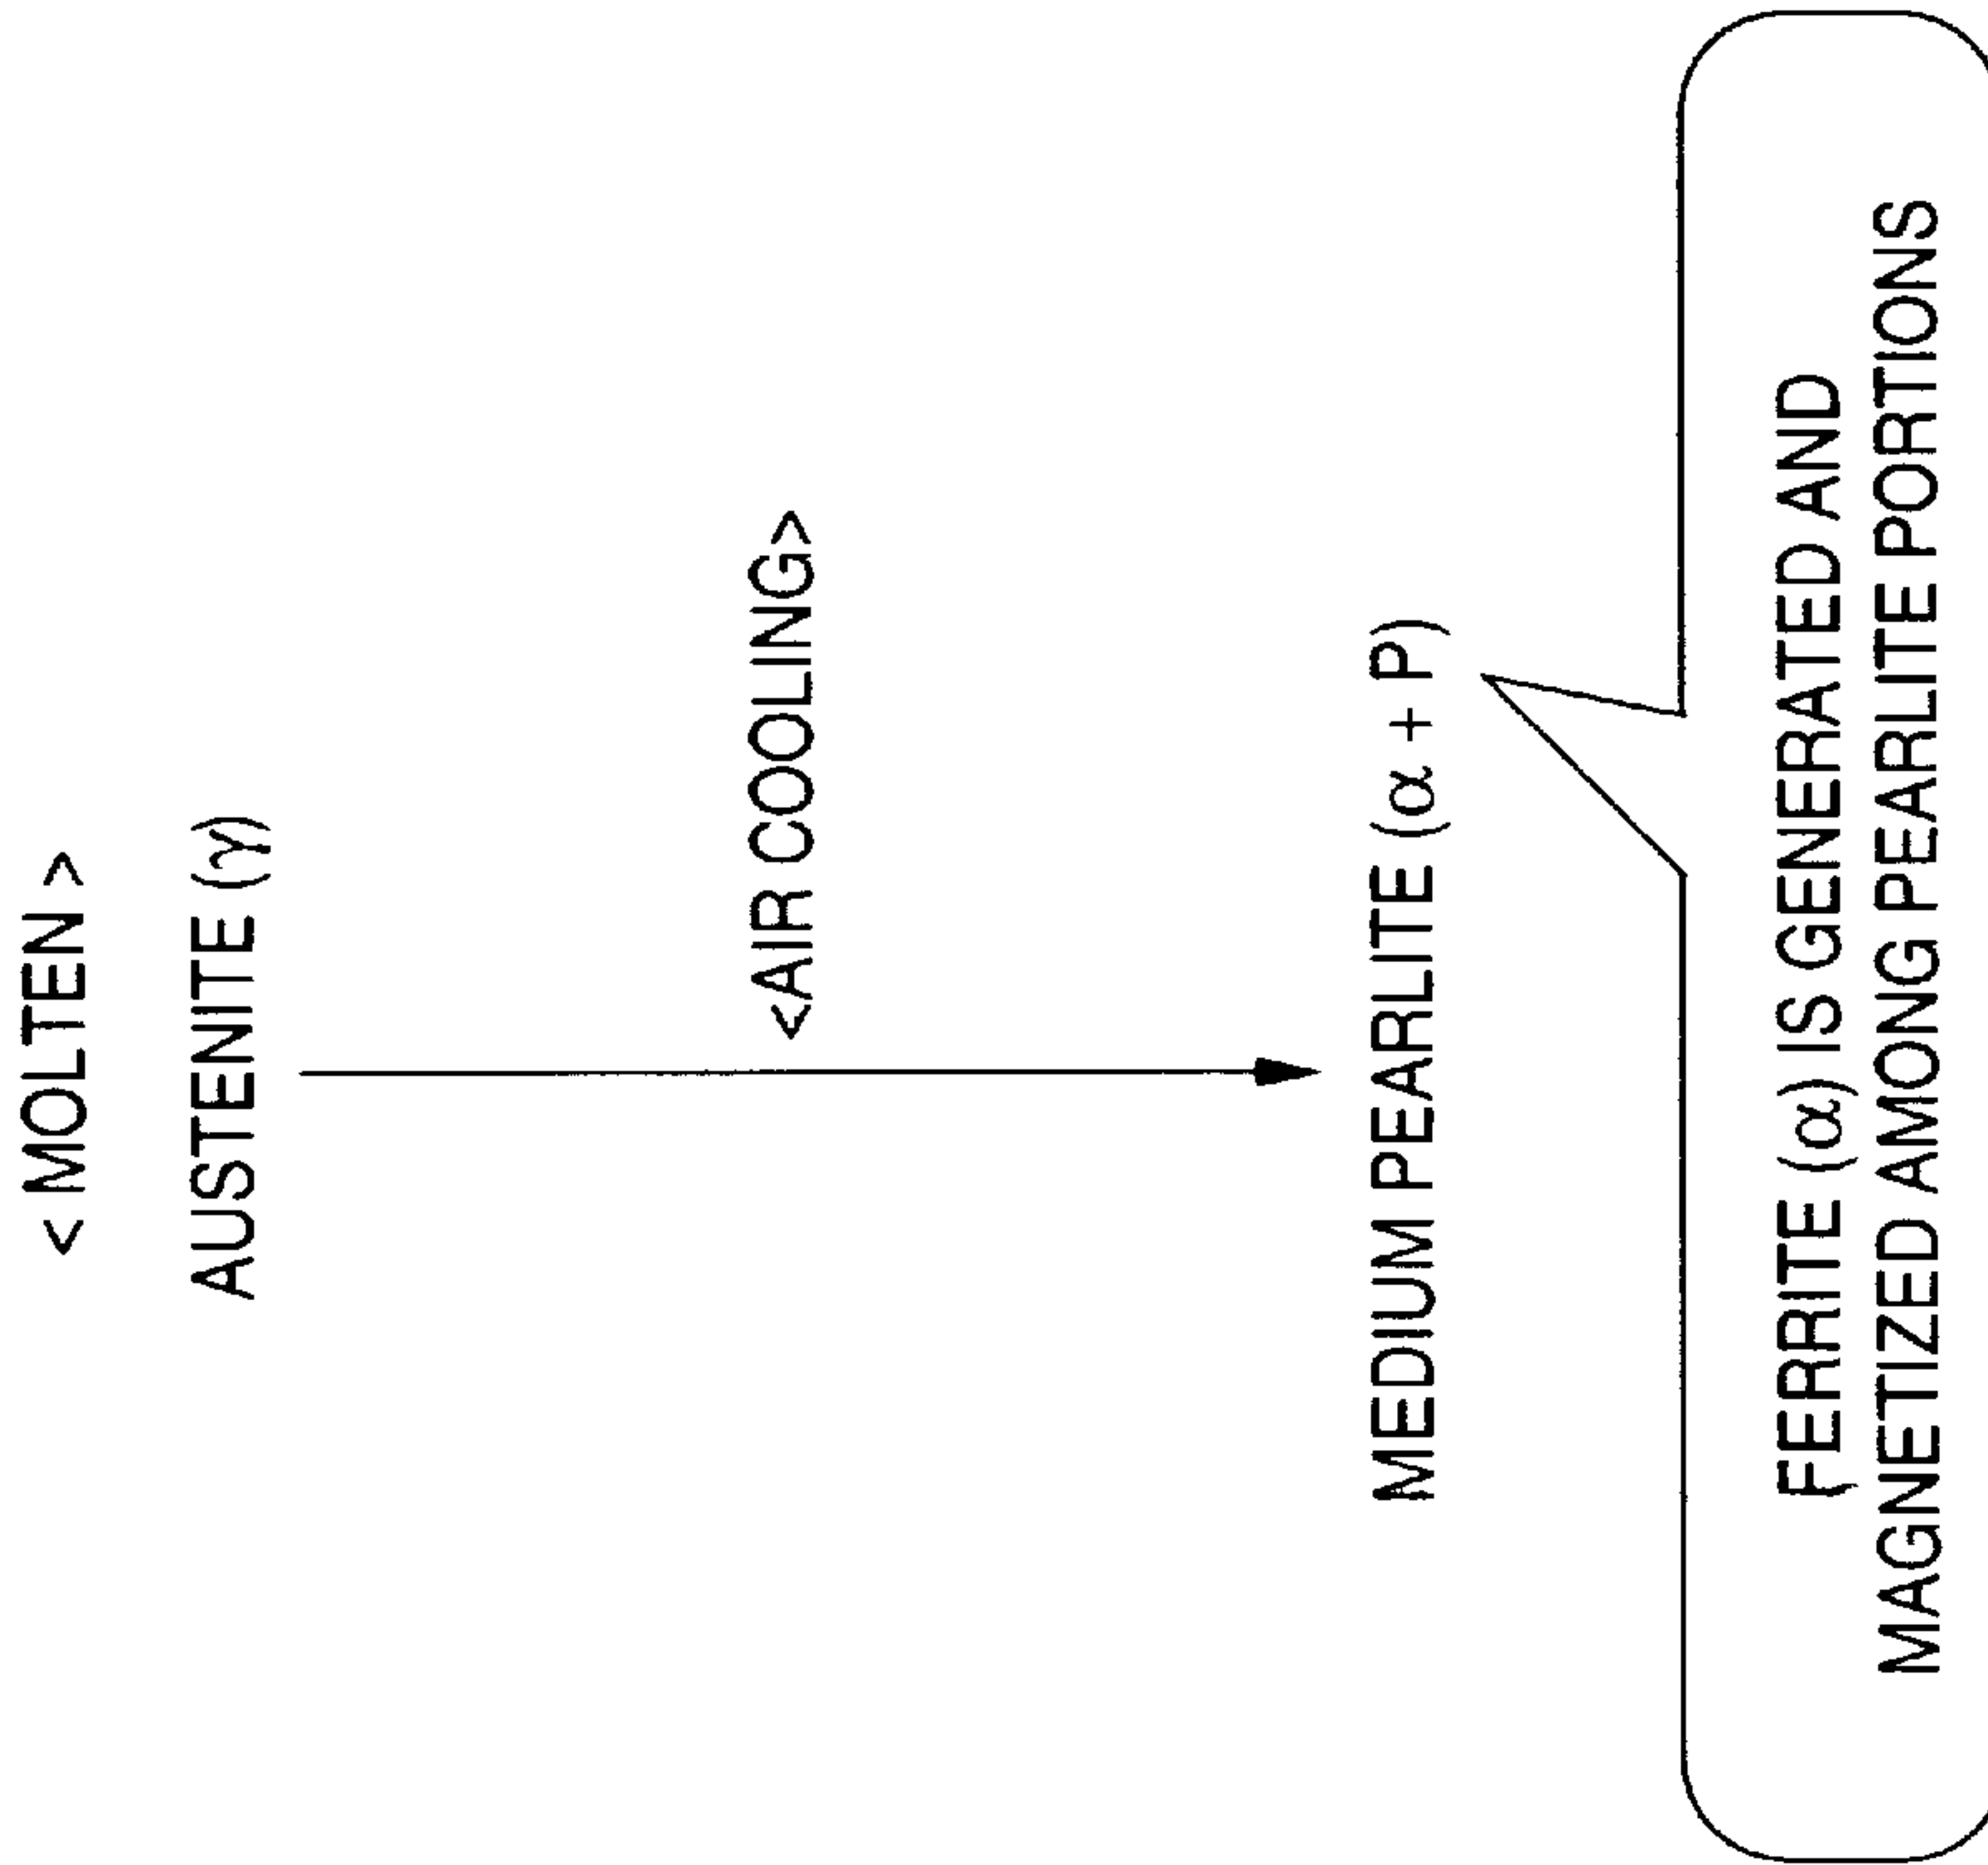 < MOLTEN >
AUSTENITE (γ)
<AIR COOLING>
MEDIUM PEARLITE (α + P)
FERRITE (α) IS GENERATED AND
MAGNETIZED AMONG PEARLITE PORTIONS